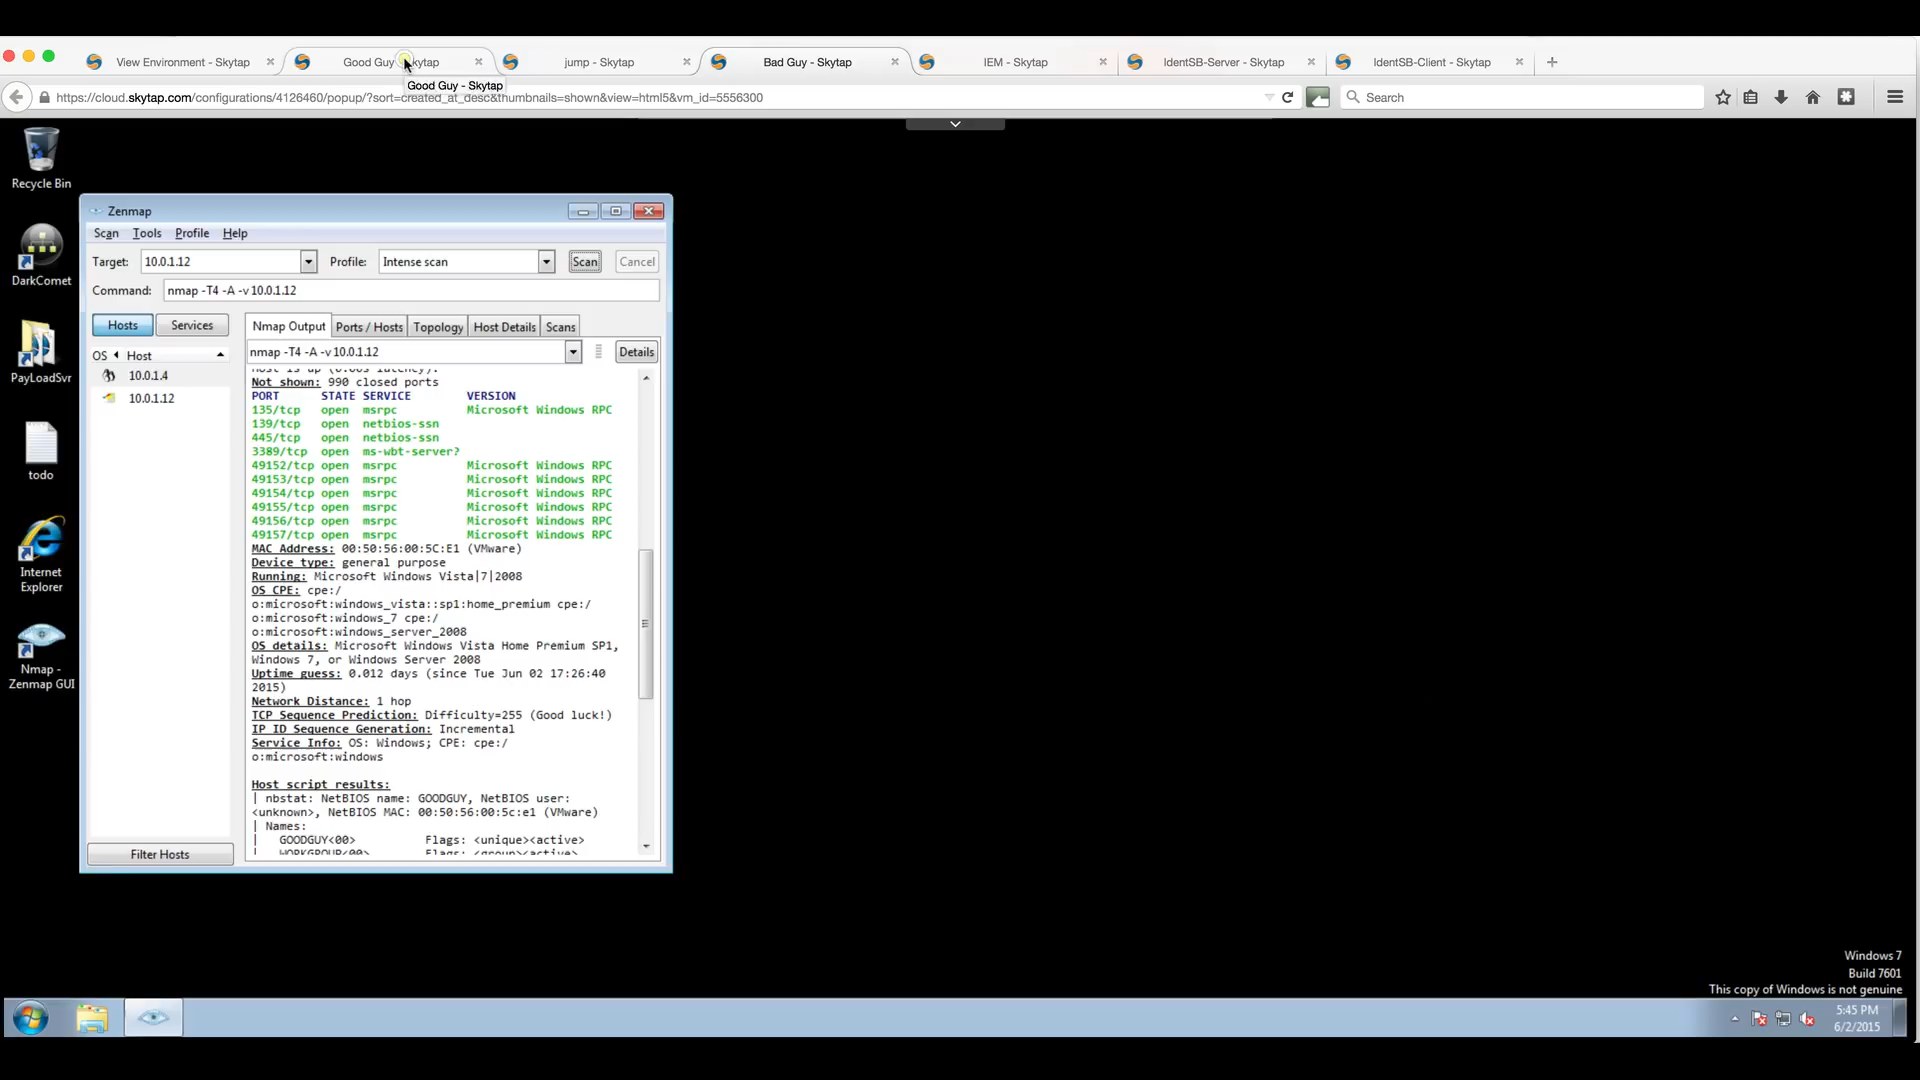 View Environment - Skytap
Good Guy - Skytap
jump - Skytap
Bad Guy - Skytap
IEM - Skytap
IdentSB-Server - Skytap
IdentSB-Client - Skytap
Good Guy - Skytap
https://cloud.skytap.com/configurations/4126460/popup/?sort=created_at_desc&thumbnails=shown&view=html5&vm_id=5556300
Search
Recycle Bin
DarkComet
PayLoadSvr
todo
Internet
Explorer
Nmap -
Zenmap GUI
Zenmap
Scan Tools Profile Help
Target: 10.0.1.12 Profile: Intense scan Scan Cancel
Command: nmap -T4 -A -v 10.0.1.12
Hosts Services
OS Host
10.0.1.4
10.0.1.12
Filter Hosts
Nmap Output Ports / Hosts Topology Host Details Scans
nmap -T4 -A -v 10.0.1.12 Details
Host is up (0.00s latency).
Not shown: 990 closed ports
PORT STATE SERVICE VERSION
135/tcp open msrpc Microsoft Windows RPC
139/tcp open netbios-ssn
445/tcp open netbios-ssn
3389/tcp open ms-wbt-server?
49152/tcp open msrpc Microsoft Windows RPC
49153/tcp open msrpc Microsoft Windows RPC
49154/tcp open msrpc Microsoft Windows RPC
49155/tcp open msrpc Microsoft Windows RPC
49156/tcp open msrpc Microsoft Windows RPC
49157/tcp open msrpc Microsoft Windows RPC
MAC Address: 00:50:56:00:5C:E1 (VMware)
Device type: general purpose
Running: Microsoft Windows Vista|7|2008
OS CPE: cpe:/
o:microsoft:windows_vista::sp1:home_premium cpe:/
o:microsoft:windows_7 cpe:/
o:microsoft:windows_server_2008
OS details: Microsoft Windows Vista Home Premium SP1,
Windows 7, or Windows Server 2008
Uptime guess: 0.012 days (since Tue Jun 02 17:26:40
2015)
Network Distance: 1 hop
TCP Sequence Prediction: Difficulty=255 (Good luck!)
IP ID Sequence Generation: Incremental
Service Info: OS: Windows; CPE: cpe:/
o:microsoft:windows
Host script results:
| nbstat: NetBIOS name: GOODGUY, NetBIOS user:
<unknown>, NetBIOS MAC: 00:50:56:00:5c:e1 (VMware)
| Names:
| GOODGUY<00> Flags: <unique><active>
| WORKGROUP<00> Flags: <group><active>
Windows 7
Build 7601
This copy of Windows is not genuine
5:45 PM
6/2/2015